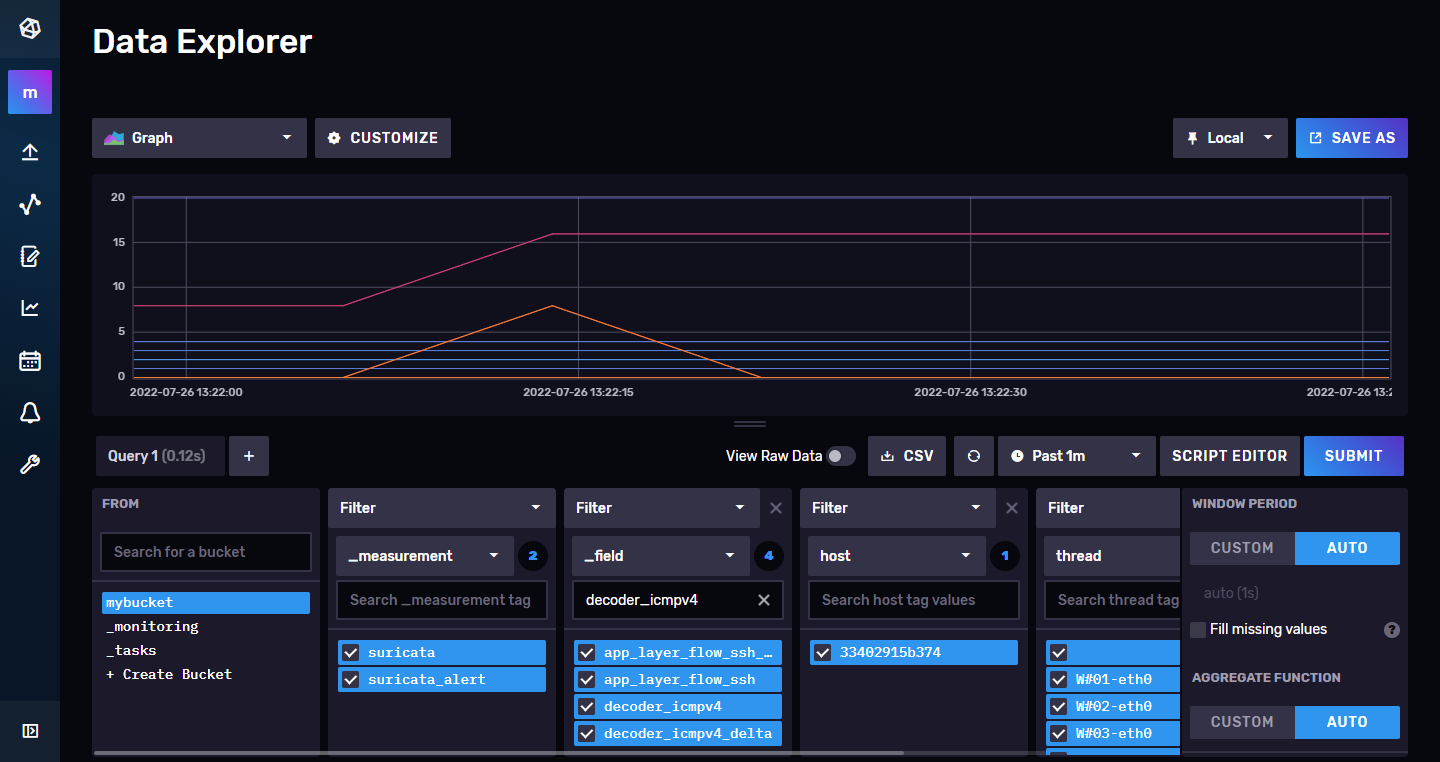 Data Explorer
m
Graph
CUSTOMIZE
Local
SAVE AS
20
15
10
5
0
2022-07-26 13:22:00
2022-07-26 13:22:15
2022-07-26 13:22:30
2022-07-26 13:2
Query 1 (0.12s)
+
View Raw Data
CSV
Past 1m
SCRIPT EDITOR
SUBMIT
FROM
Search for a bucket
mybucket
_monitoring
_tasks
+ Create Bucket
Filter
_measurement
2
Search _measurement tag
suricata
suricata_alert
Filter
_field
4
decoder_icmpv4
app_layer_flow_ssh_…
app_layer_flow_ssh
decoder_icmpv4
decoder_icmpv4_delta
Filter
host
1
Search host tag values
33402915b374
Filter
thread
Search thread tag
W#01-eth0
W#02-eth0
W#03-eth0
WINDOW PERIOD
CUSTOM
AUTO
auto (1s)
Fill missing values
?
AGGREGATE FUNCTION
CUSTOM
AUTO